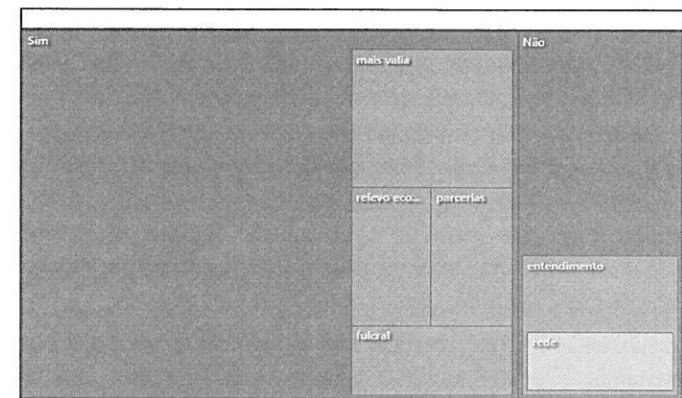 Sim
Não
mais valia
relevo eco...
parcerias
entendimento
fulcral
rede